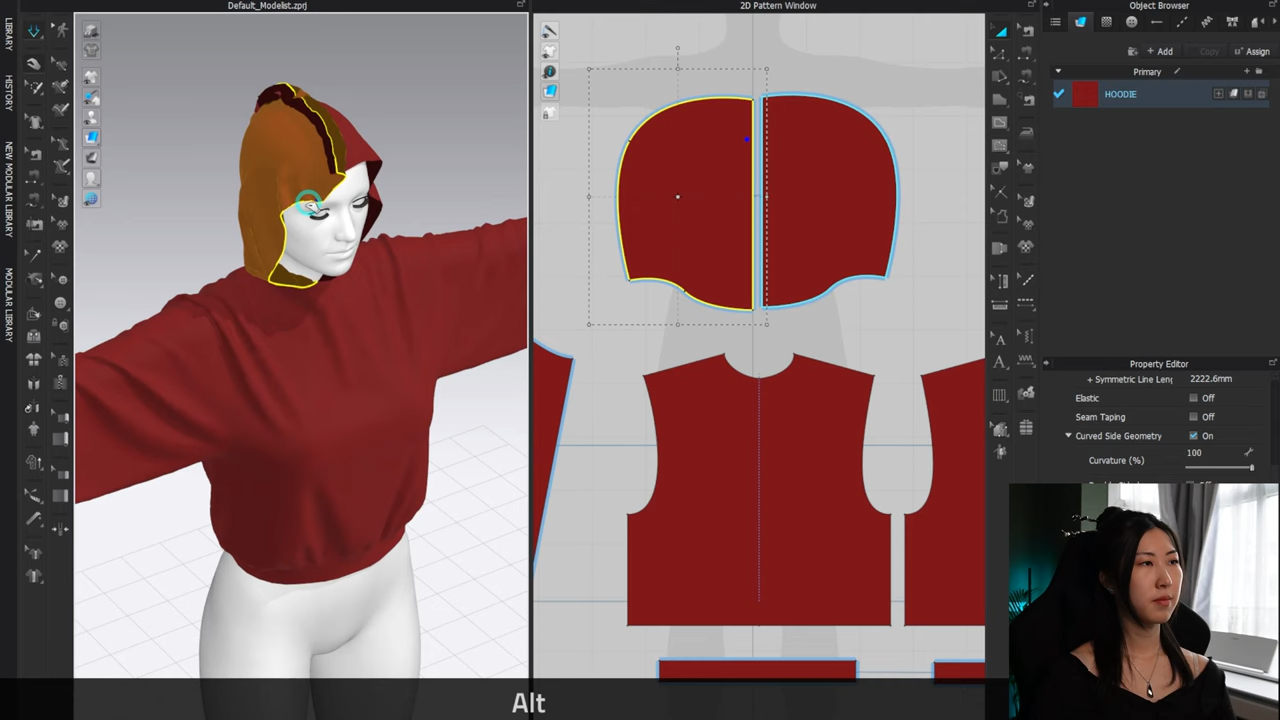 Default_Modelist.zprj
2D Pattern Window
Object Browser
LIBRARY
HISTORY
NEW MODULAR LIBRARY
MODULAR LIBRARY
+ Add
Copy
Assign
Primary
HOODIE
Property Editor
+ Symmetric Line Leng
2222.6mm
Elastic
Off
Seam Taping
Off
Curved Side Geometry
On
Curvature (%)
100
Alt